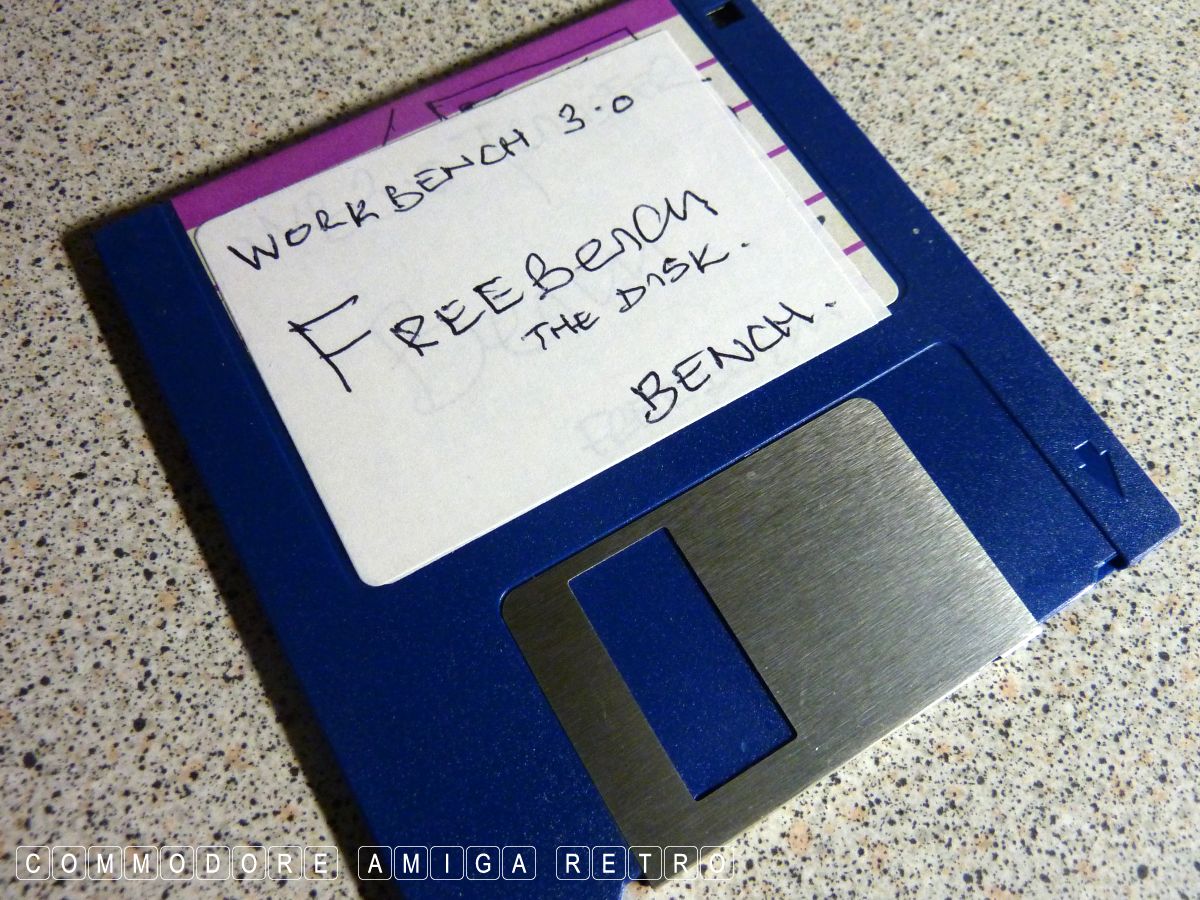 WORKBENCH 3.0
FREEBENCH
THE DISK.
BENCH.
COMMODORE AMIGA RETRO